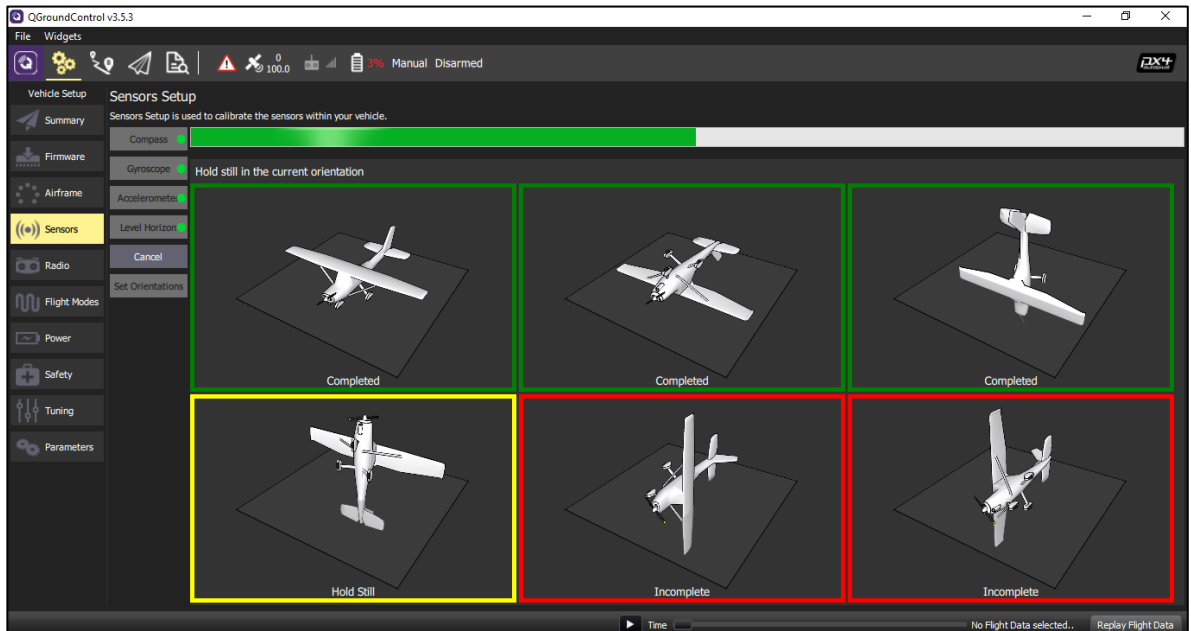 QGroundControl v3.5.3
File Widgets
0
100.0
3% Manual Disarmed
PX4
Vehicle Setup
Sensors Setup
Sensors Setup is used to calibrate the sensors within your vehicle.
Summary
Firmware
Airframe
Sensors
Radio
Flight Modes
Power
Safety
Tuning
Parameters
Compass
Gyroscope
Accelerometer
Level Horizon
Cancel
Set Orientations
Hold still in the current orientation
Completed
Completed
Completed
Hold Still
Incomplete
Incomplete
Time
No Flight Data selected..
Replay Flight Data